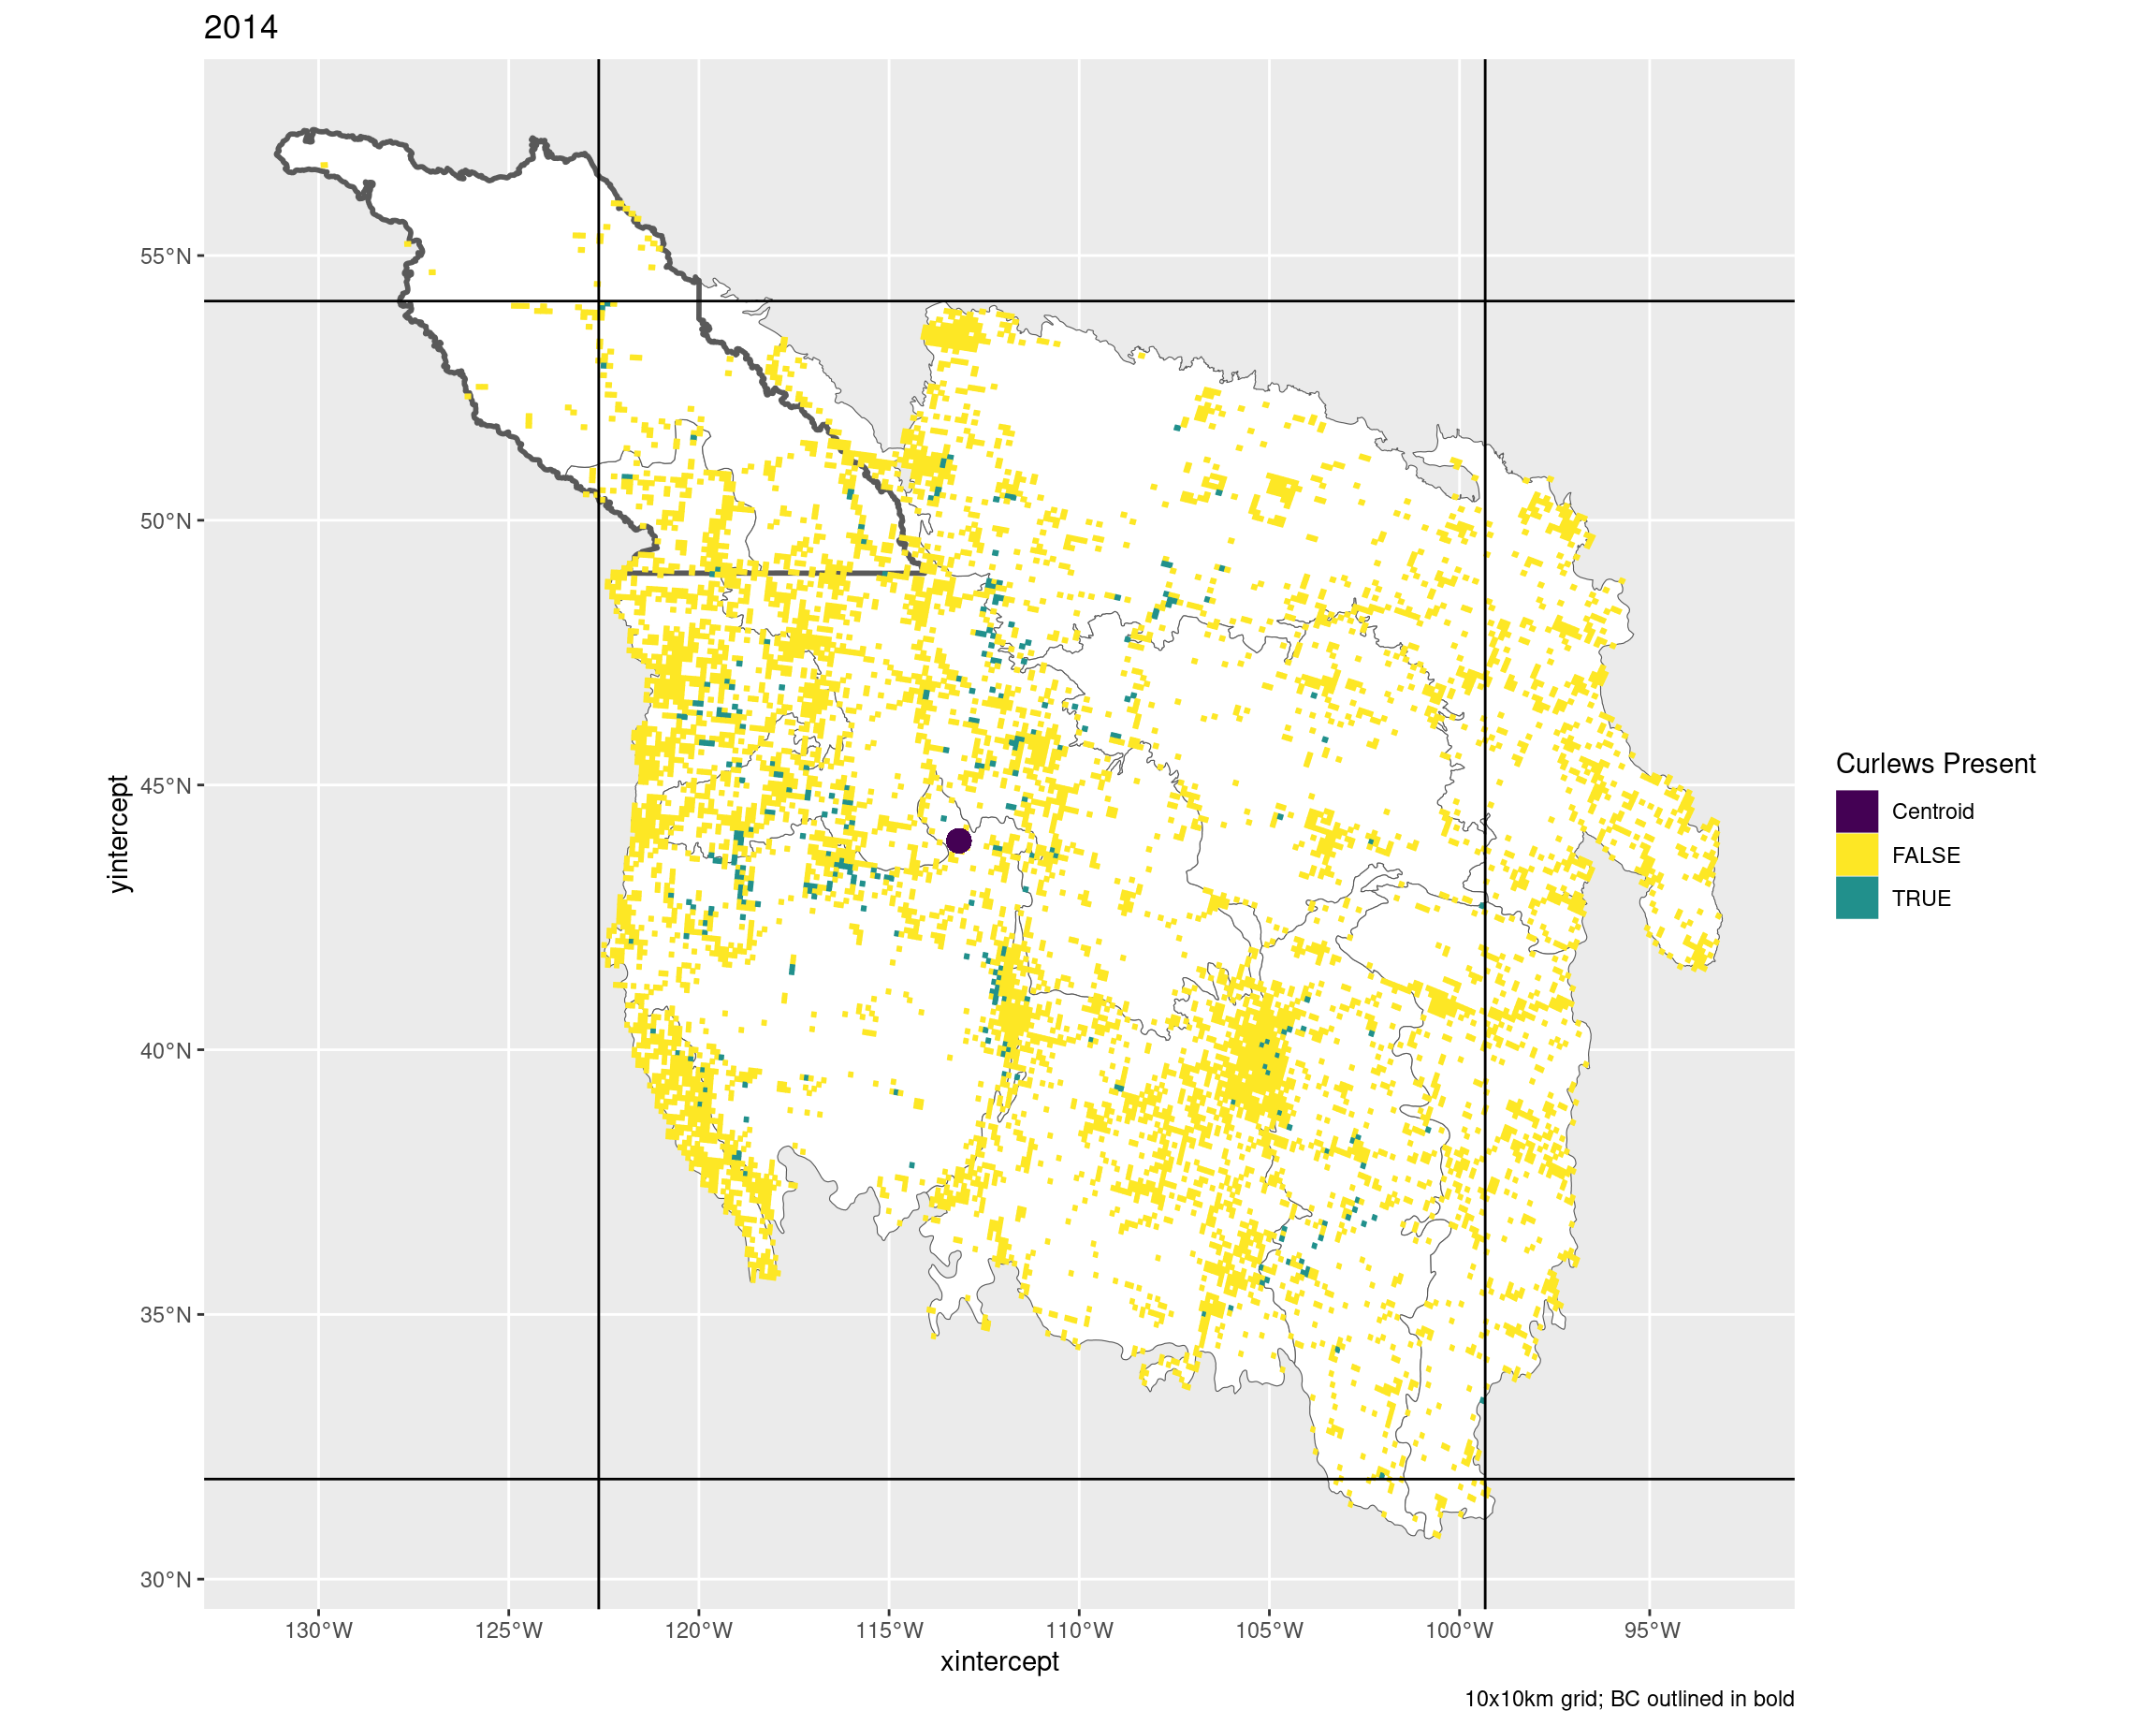 2014
55°N
50°N
45°N
40°N
35°N
30°N
130°W
125°W
120°W
115°W
110°W
105°W
100°W
95°W
xintercept
yintercept
Curlews Present
Centroid
FALSE
TRUE
10x10km grid; BC outlined in bold